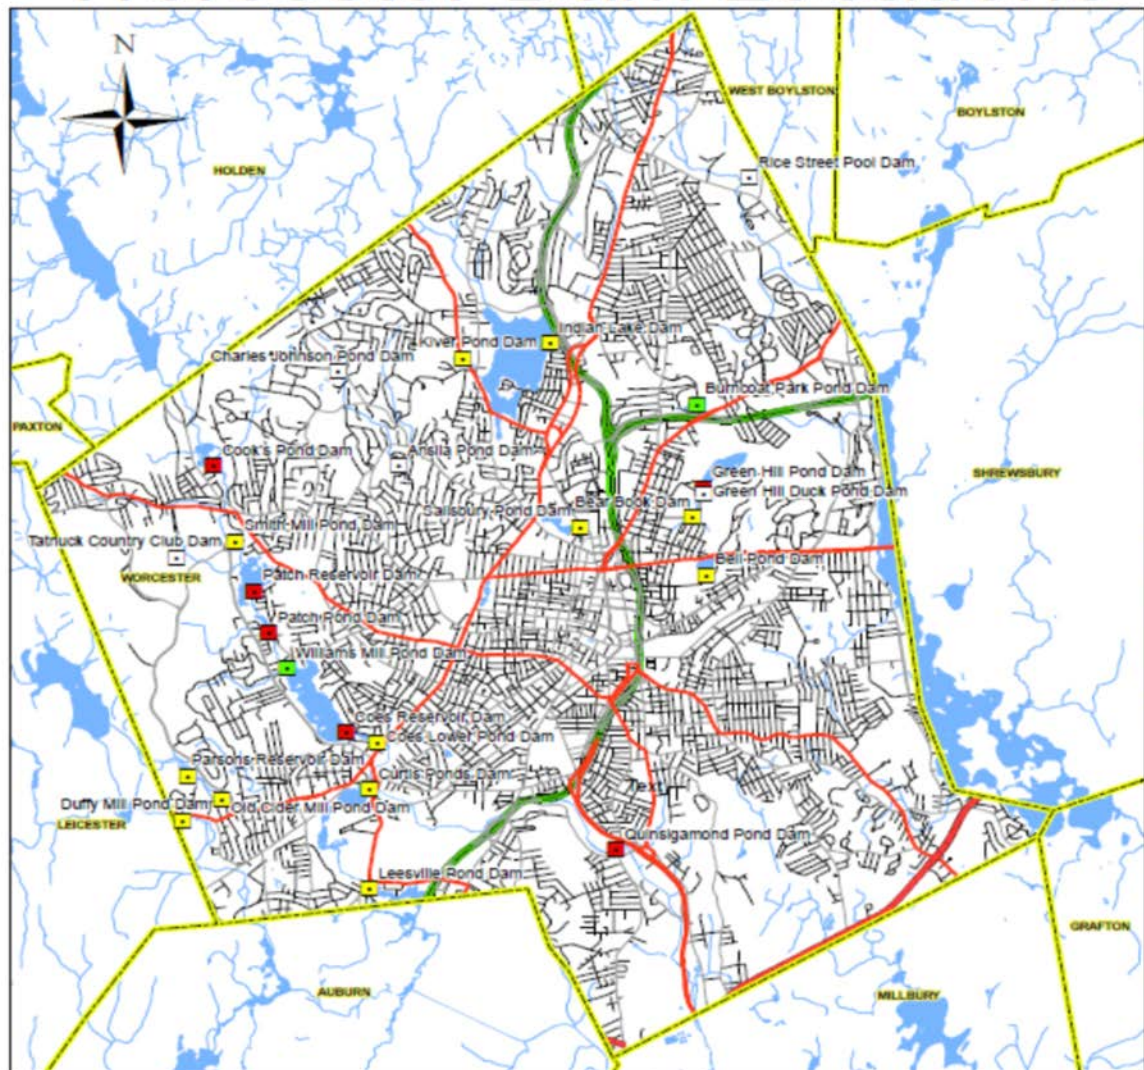 N
WEST BOYLSTON
BOYLSTON
HOLDEN
Rice Street Pool Dam
Indian Lake Dam
Kiver Pond Dam
Charles Johnson Pond Dam
Burncoat Park Pond Dam
PAXTON
Cook's Pond Dam
Ansila Pond Dam
Green Hill Pond Dam
SHREWSBURY
Green Hill Duck Pond Dam
Bear Book Dam
Salisbury Pond Dam
Smith Mill Pond Dam
Tatnuck Country Club Dam
Bell Pond Dam
WORCESTER
Patch Reservoir Dam
Patch Pond Dam
Williams Mill Pond Dam
Coes Reservoir Dam
Coes Lower Pond Dam
Parsons Reservoir Dam
Curtis Ponds Dam
Text
Duffy Mill Pond Dam
Old Cider Mill Pond Dam
LEICESTER
Quinsigamond Pond Dam
Leesville Pond Dam
GRAFTON
AUBURN
MILLBURY